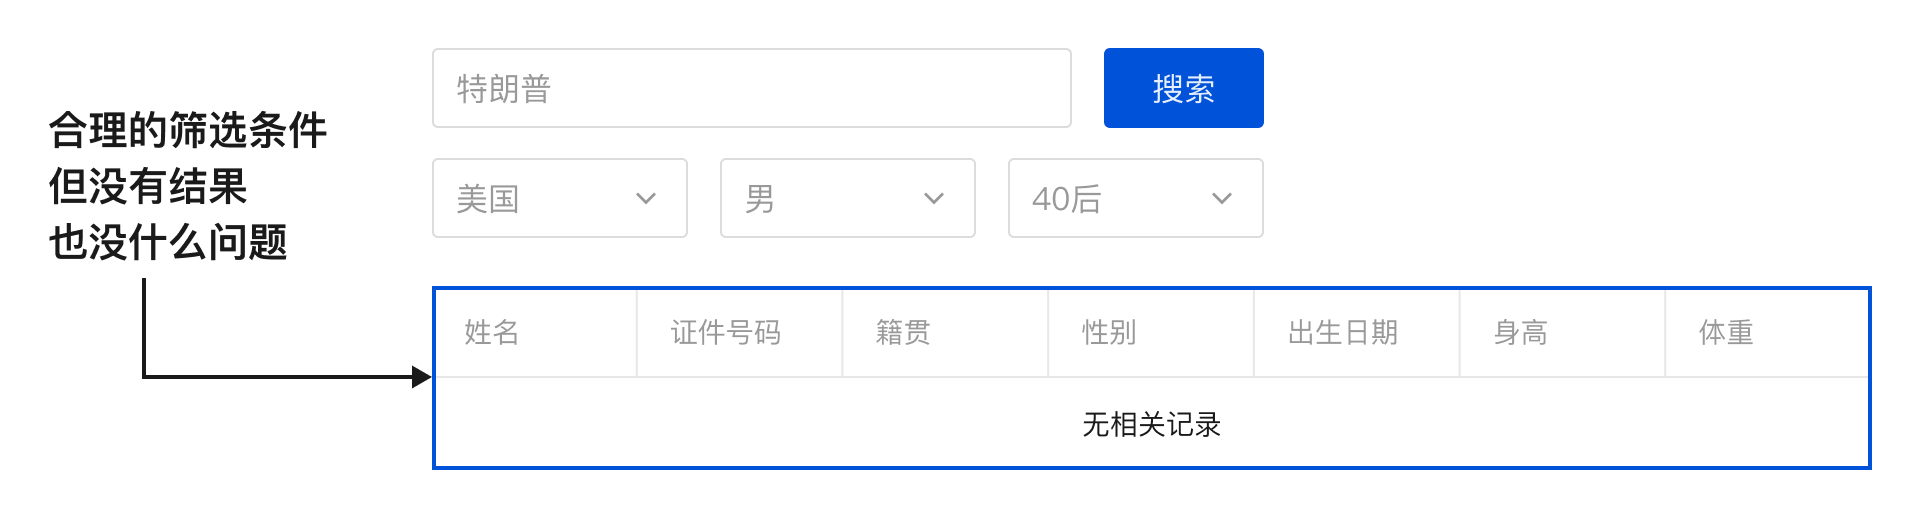 合理的筛选条件
但没有结果
也没什么问题
特朗普
搜索
美国
男
40后
姓名
证件号码
籍贯
性别
出生日期
身高
体重
无相关记录